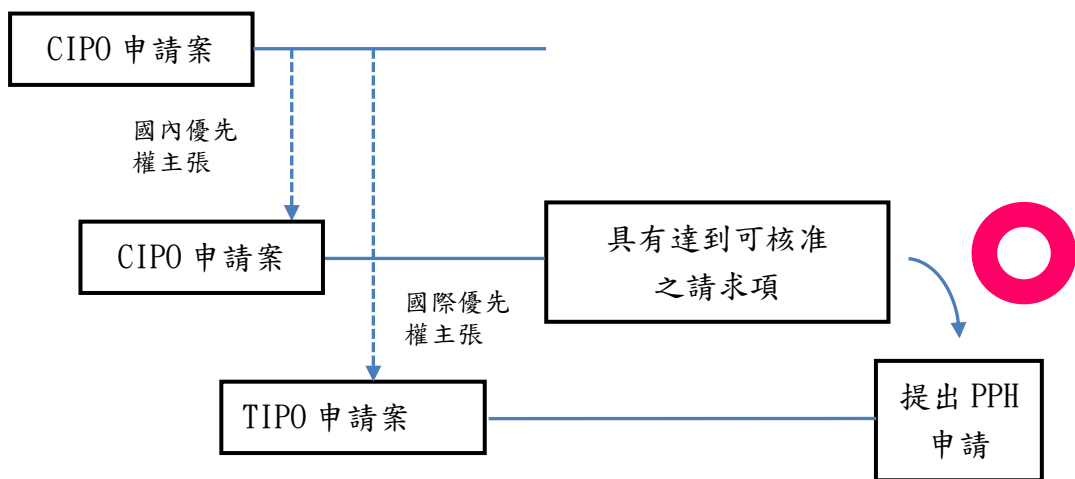 CIPO 申請案
國內優先
權主張
CIPO 申請案
具有達到可核准
之請求項
國際優先
權主張
TIPO 申請案
提出 PPH
申請